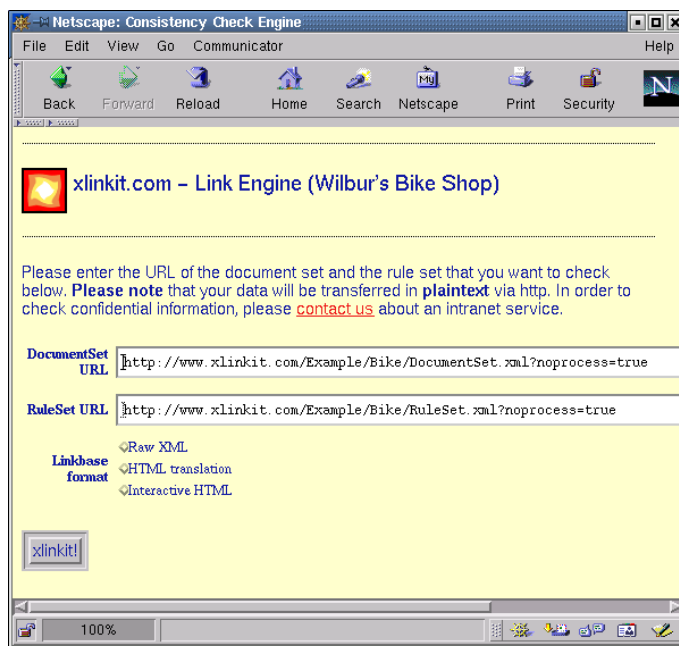 Netscape: Consistency Check Engine
File Edit View Go Communicator Help
Back Forward Reload Home Search Netscape Print Security
My
N
xlinkit.com – Link Engine (Wilbur's Bike Shop)
Please enter the URL of the document set and the rule set that you want to check
below. Please note that your data will be transferred in plaintext via http. In order to
check confidential information, please contact us about an intranet service.
DocumentSet URL
http://www.xlinkit.com/Example/Bike/DocumentSet.xml?noprocess=true
RuleSet URL
http://www.xlinkit.com/Example/Bike/RuleSet.xml?noprocess=true
Linkbase format
Raw XML
HTML translation
Interactive HTML
xlinkit!
100%